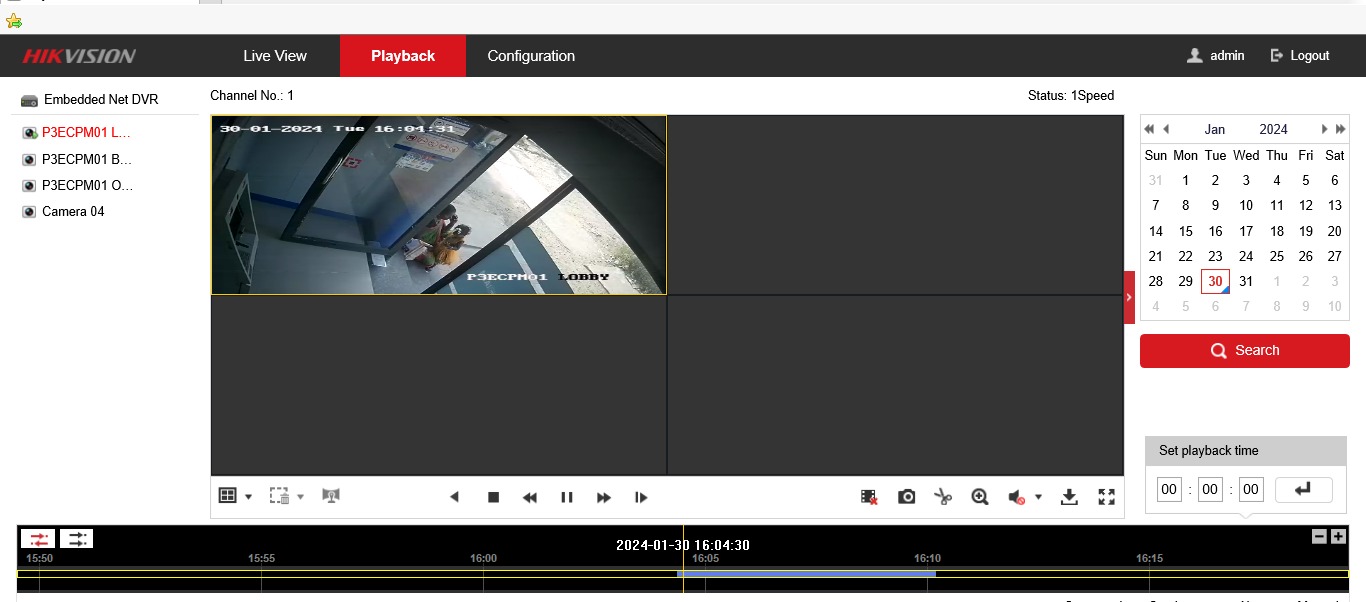 HIKVISION
Live View
Playback
Configuration
admin
Logout
Embedded Net DVR
P3ECPM01 L...
P3ECPM01 B...
P3ECPM01 O...
Camera 04
Channel No.: 1
Status: 1Speed
30-01-2024 Tue 16:04:31
P3ECPM01 LOBBY
Jan 2024
Sun Mon Tue Wed Thu Fri Sat
31 1 2 3 4 5 6
7 8 9 10 11 12 13
14 15 16 17 18 19 20
21 22 23 24 25 26 27
28 29 30 31 1 2 3
4 5 6 7 8 9 10
Search
Set playback time
00 : 00 : 00
2024-01-30 16:04:30
15:50 15:55 16:00 16:05 16:10 16:15